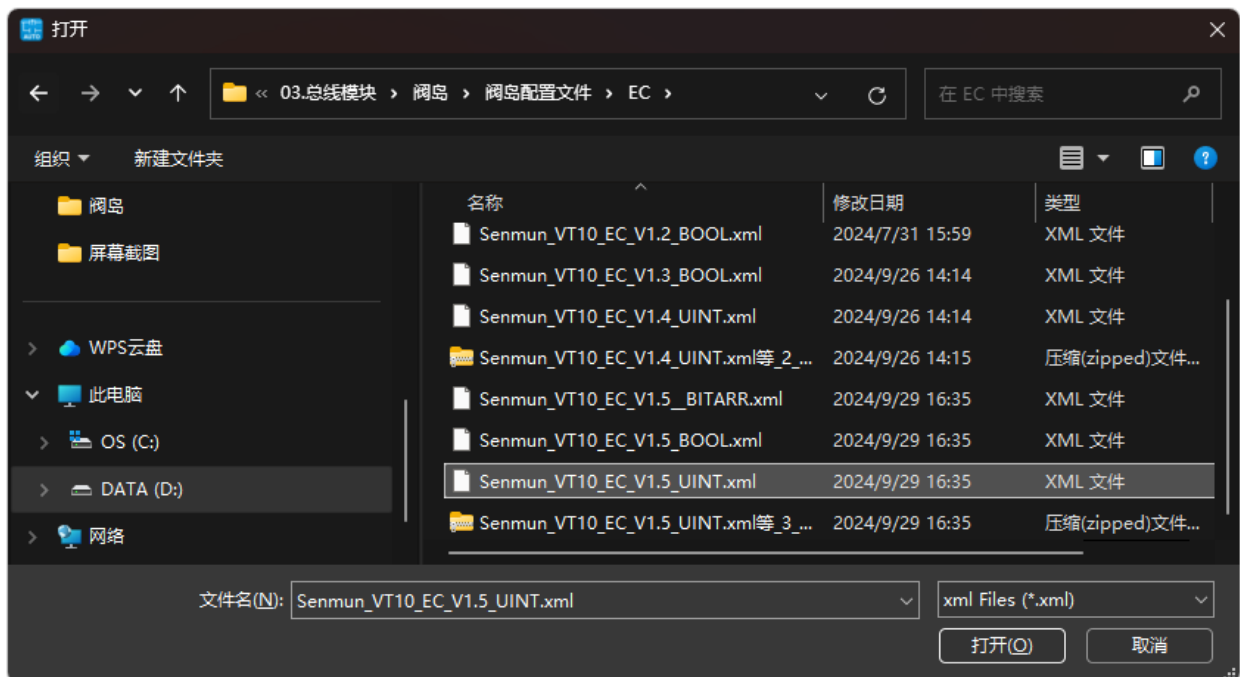 打开
« 03.总线模块 › 阀岛 › 阀岛配置文件 › EC ›
在 EC 中搜索
组织
新建文件夹
阀岛
屏幕截图
WPS云盘
此电脑
OS (C:)
DATA (D:)
网络
名称 修改日期 类型
Senmun_VT10_EC_V1.2_BOOL.xml 2024/7/31 15:59 XML 文件
Senmun_VT10_EC_V1.3_BOOL.xml 2024/9/26 14:14 XML 文件
Senmun_VT10_EC_V1.4_UINT.xml 2024/9/26 14:14 XML 文件
Senmun_VT10_EC_V1.4_UINT.xml等_2_... 2024/9/26 14:15 压缩(zipped)文件...
Senmun_VT10_EC_V1.5__BITARR.xml 2024/9/29 16:35 XML 文件
Senmun_VT10_EC_V1.5_BOOL.xml 2024/9/29 16:35 XML 文件
Senmun_VT10_EC_V1.5_UINT.xml 2024/9/29 16:35 XML 文件
Senmun_VT10_EC_V1.5_UINT.xml等_3_... 2024/9/29 16:35 压缩(zipped)文件...
文件名(N): Senmun_VT10_EC_V1.5_UINT.xml
xml Files (*.xml)
打开(O)
取消